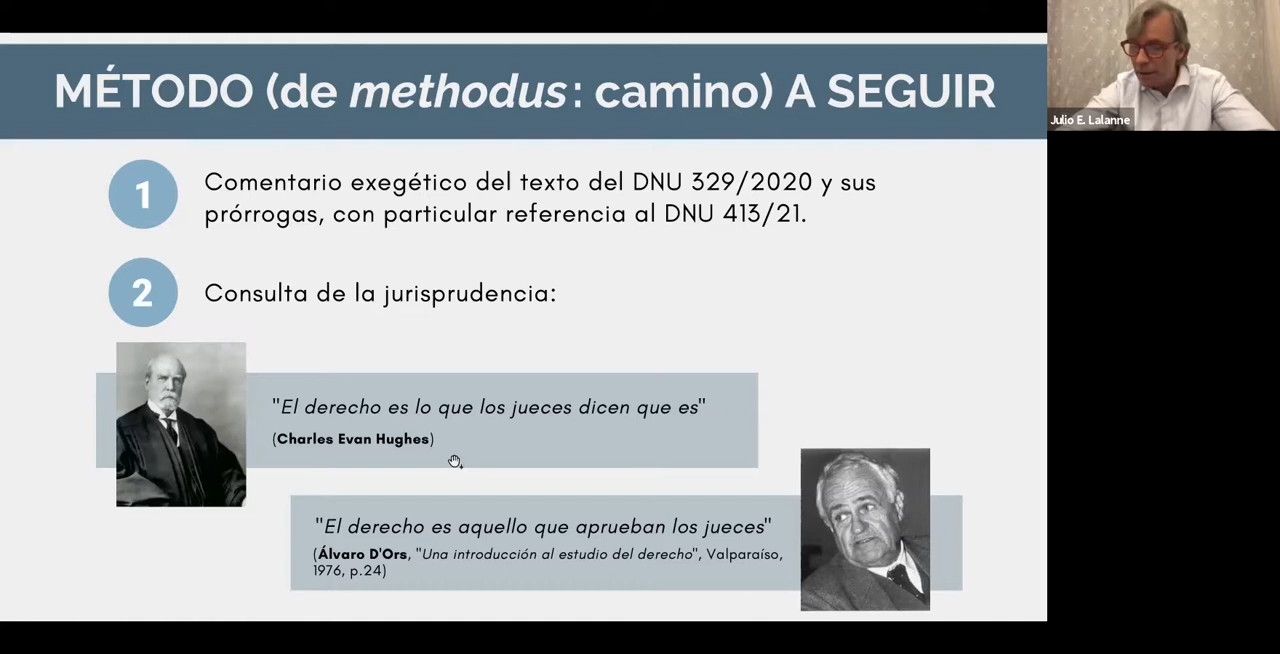 MÉTODO (de methodus: camino) A SEGUIR
Julio E. Lalanne
1
Comentario exegético del texto del DNU 329/2020 y sus
prórrogas, con particular referencia al DNU 413/21.
2
Consulta de la jurisprudencia:
"El derecho es lo que los jueces dicen que es"
(Charles Evan Hughes)
"El derecho es aquello que aprueban los jueces"
(Álvaro D'Ors, "Una introducción al estudio del derecho", Valparaíso,
1976, p.24)